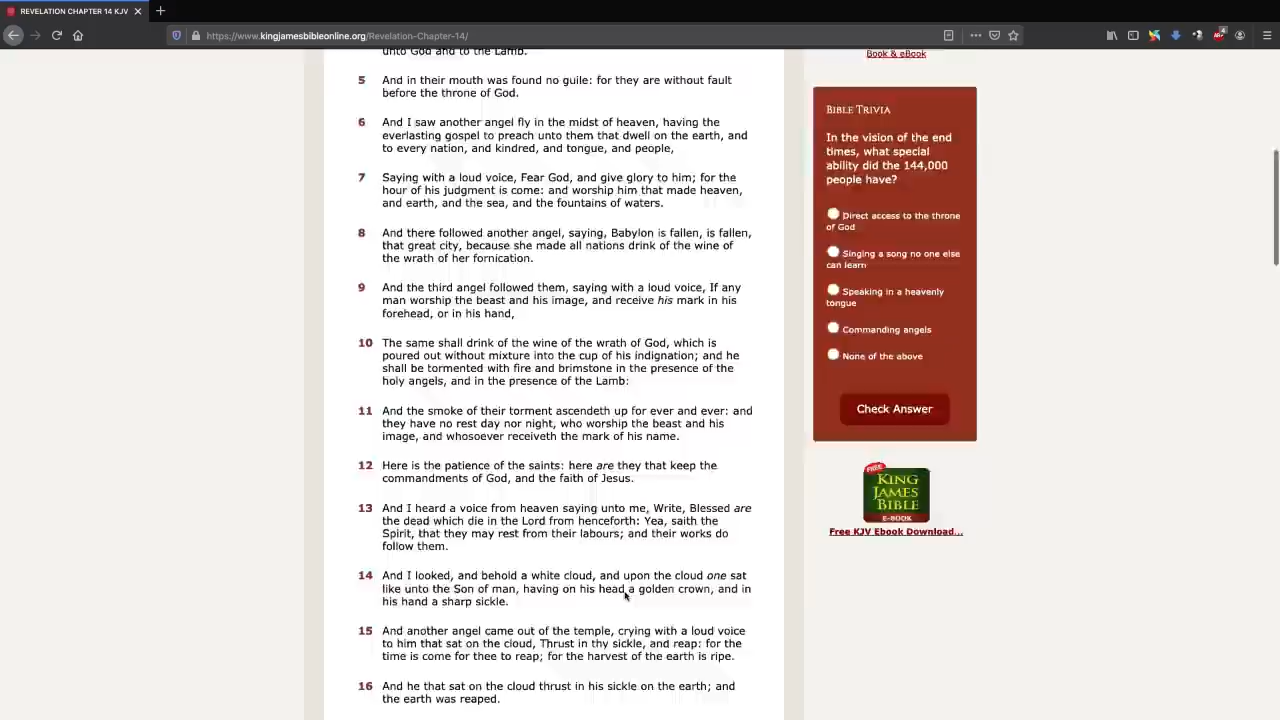 REVELATION CHAPTER 14 KJV
https://www.kingjamesbibleonline.org/Revelation-Chapter-14/
unto God and to the Lamb.
5 And in their mouth was found no guile: for they are without fault
before the throne of God.
6 And I saw another angel fly in the midst of heaven, having the
everlasting gospel to preach unto them that dwell on the earth, and
to every nation, and kindred, and tongue, and people,
7 Saying with a loud voice, Fear God, and give glory to him; for the
hour of his judgment is come: and worship him that made heaven,
and earth, and the sea, and the fountains of waters.
8 And there followed another angel, saying, Babylon is fallen, is fallen,
that great city, because she made all nations drink of the wine of
the wrath of her fornication.
9 And the third angel followed them, saying with a loud voice, If any
man worship the beast and his image, and receive his mark in his
forehead, or in his hand,
10 The same shall drink of the wine of the wrath of God, which is
poured out without mixture into the cup of his indignation; and he
shall be tormented with fire and brimstone in the presence of the
holy angels, and in the presence of the Lamb:
11 And the smoke of their torment ascendeth up for ever and ever: and
they have no rest day nor night, who worship the beast and his
image, and whosoever receiveth the mark of his name.
12 Here is the patience of the saints: here are they that keep the
commandments of God, and the faith of Jesus.
13 And I heard a voice from heaven saying unto me, Write, Blessed are
the dead which die in the Lord from henceforth: Yea, saith the
Spirit, that they may rest from their labours; and their works do
follow them.
14 And I looked, and behold a white cloud, and upon the cloud one sat
like unto the Son of man, having on his head a golden crown, and in
his hand a sharp sickle.
15 And another angel came out of the temple, crying with a loud voice
to him that sat on the cloud, Thrust in thy sickle, and reap: for the
time is come for thee to reap; for the harvest of the earth is ripe.
16 And he that sat on the cloud thrust in his sickle on the earth; and
the earth was reaped.
Book & eBook
BIBLE TRIVIA
In the vision of the end
times, what special
ability did the 144,000
people have?
Direct access to the throne
of God
Singing a song no one else
can learn
Speaking in a heavenly
tongue
Commanding angels
None of the above
Check Answer
FREE
KING
JAMES
BIBLE
E-BOOK
Free KJV Ebook Download...